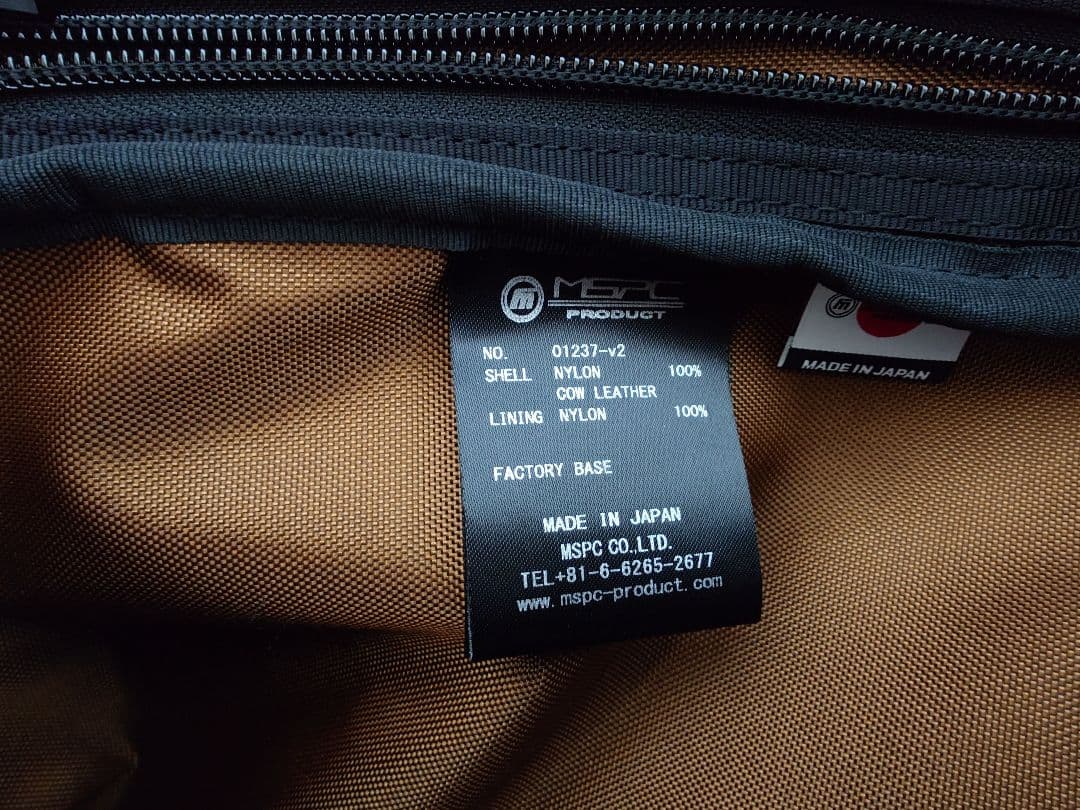 m MSPC
PRODUCT
NO. 01237-v2
SHELL NYLON 100%
COW LEATHER
LINING NYLON 100%
FACTORY BASE
MADE IN JAPAN
MSPC CO.,LTD.
TEL+81-6-6265-2677
www.mspc-product.com
m
MADE IN JAPAN